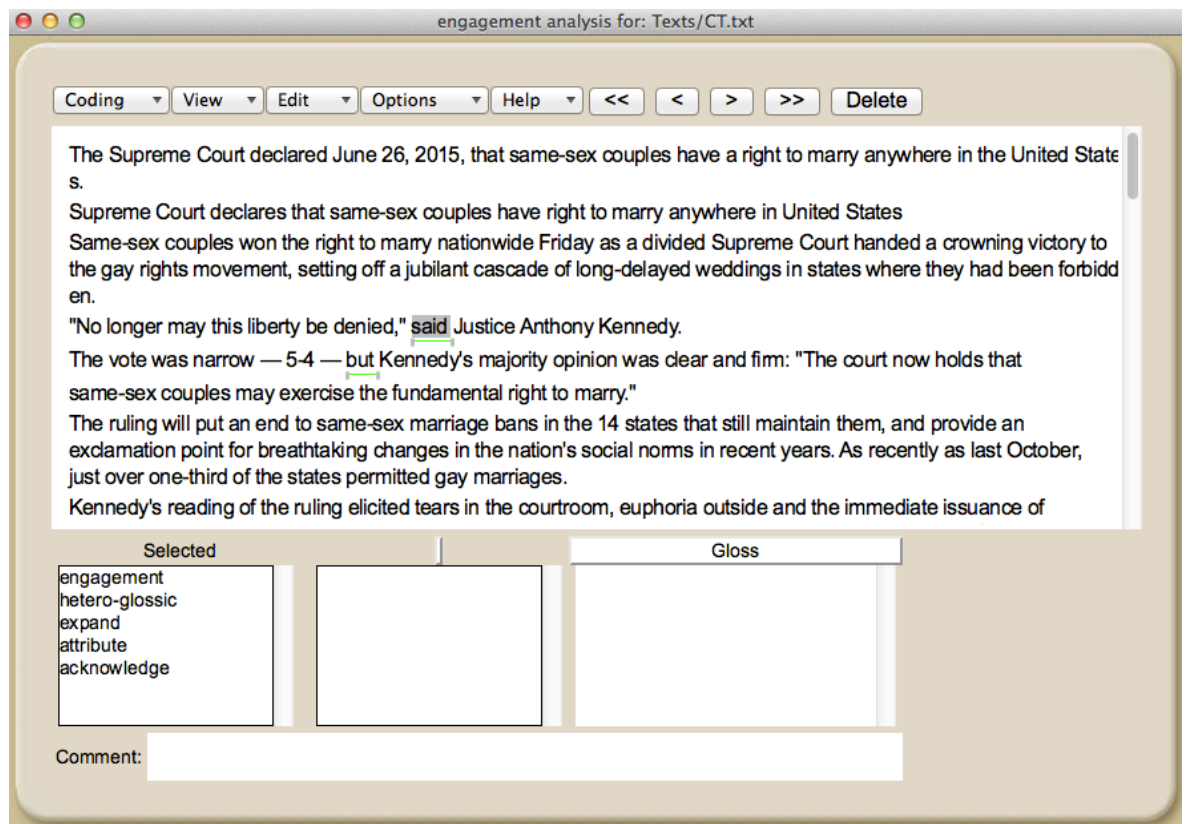 engagement analysis for: Texts/CT.txt
Coding View Edit Options Help << < > >> Delete
The Supreme Court declared June 26, 2015, that same-sex couples have a right to marry anywhere in the United State
s.
Supreme Court declares that same-sex couples have right to marry anywhere in United States
Same-sex couples won the right to marry nationwide Friday as a divided Supreme Court handed a crowning victory to
the gay rights movement, setting off a jubilant cascade of long-delayed weddings in states where they had been forbidd
en.
"No longer may this liberty be denied," said Justice Anthony Kennedy.
The vote was narrow — 5-4 — but Kennedy's majority opinion was clear and firm: "The court now holds that
same-sex couples may exercise the fundamental right to marry."
The ruling will put an end to same-sex marriage bans in the 14 states that still maintain them, and provide an
exclamation point for breathtaking changes in the nation's social norms in recent years. As recently as last October,
just over one-third of the states permitted gay marriages.
Kennedy's reading of the ruling elicited tears in the courtroom, euphoria outside and the immediate issuance of
Selected Gloss
engagement
hetero-glossic
expand
attribute
acknowledge
Comment: